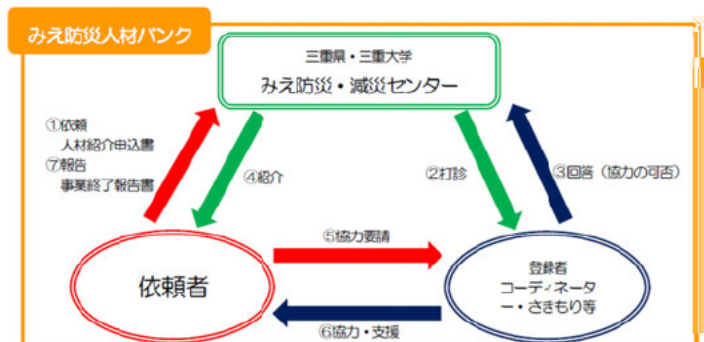 みえ防災人材バンク
三重県・三重大学
みえ防災・減災センター
①依頼
人材紹介申込書
⑦報告
事業終了報告書
④紹介
②打診
③回答（協力の可否）
⑤協力要請
依頼者
登録者
コーディネータ
ー・さきもり等
⑥協力・支援